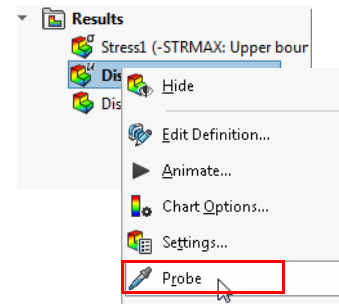 Results
Stress1 (-STRMAX: Upper bour
Dis
Dis
Hide
Edit Definition...
Animate...
Chart Options...
Settings...
Probe